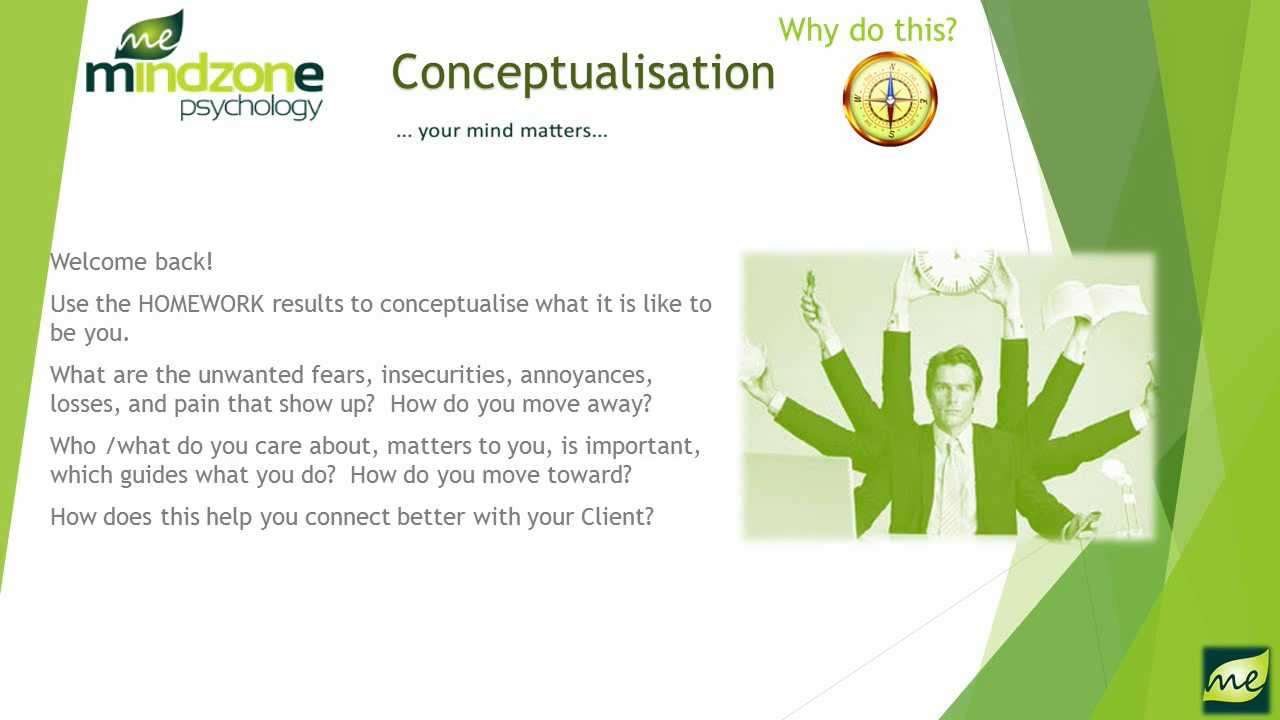 me
mindzone
psychology
Conceptualisation
... your mind matters...
Why do this?
N
W
E
S
Welcome back!
Use the HOMEWORK results to conceptualise what it is like to
be you.
What are the unwanted fears, insecurities, annoyances,
losses, and pain that show up?  How do you move away?
Who /what do you care about, matters to you, is important,
which guides what you do?  How do you move toward?
How does this help you connect better with your Client?
me